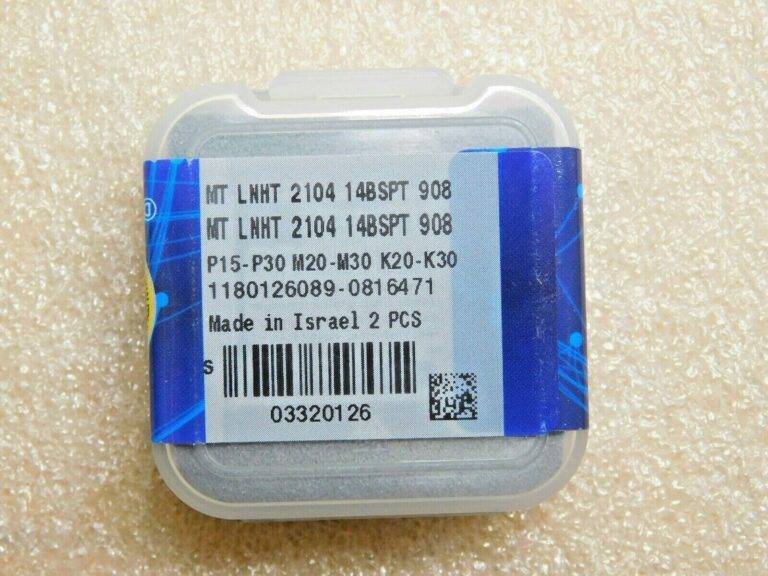 MT LNHT 2104 14BSPT 908
MT LNHT 2104 14BSPT 908
P15-P30 M20-M30 K20-K30
1180126089-0816471
Made in Israel 2 PCS
S
03320126